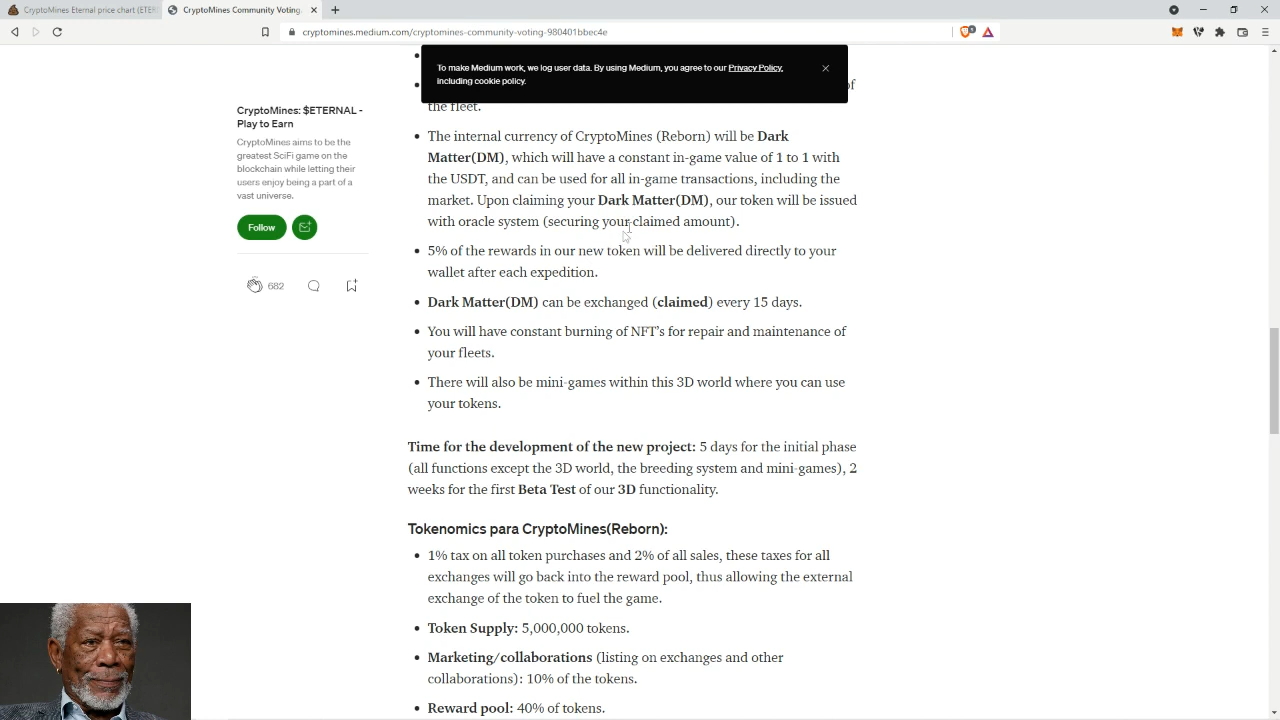 CryptoMines Eternal price chart (ETER
CryptoMines Community Voting.
cryptomines.medium.com/cryptomines-community-voting-980401bbec4e
To make Medium work, we log user data. By using Medium, you agree to our Privacy Policy,
including cookie policy.
of
the fleet.
CryptoMines: $ETERNAL -
Play to Earn
CryptoMines aims to be the
greatest SciFi game on the
blockchain while letting their
users enjoy being a part of a
vast universe.
Follow
682
• The internal currency of CryptoMines (Reborn) will be Dark
Matter(DM), which will have a constant in-game value of 1 to 1 with
the USDT, and can be used for all in-game transactions, including the
market. Upon claiming your Dark Matter(DM), our token will be issued
with oracle system (securing your claimed amount).
• 5% of the rewards in our new token will be delivered directly to your
wallet after each expedition.
• Dark Matter(DM) can be exchanged (claimed) every 15 days.
• You will have constant burning of NFT's for repair and maintenance of
your fleets.
• There will also be mini-games within this 3D world where you can use
your tokens.
Time for the development of the new project: 5 days for the initial phase
(all functions except the 3D world, the breeding system and mini-games), 2
weeks for the first Beta Test of our 3D functionality.
Tokenomics para CryptoMines(Reborn):
• 1% tax on all token purchases and 2% of all sales, these taxes for all
exchanges will go back into the reward pool, thus allowing the external
exchange of the token to fuel the game.
• Token Supply: 5,000,000 tokens.
• Marketing/collaborations (listing on exchanges and other
collaborations): 10% of the tokens.
• Reward pool: 40% of tokens.